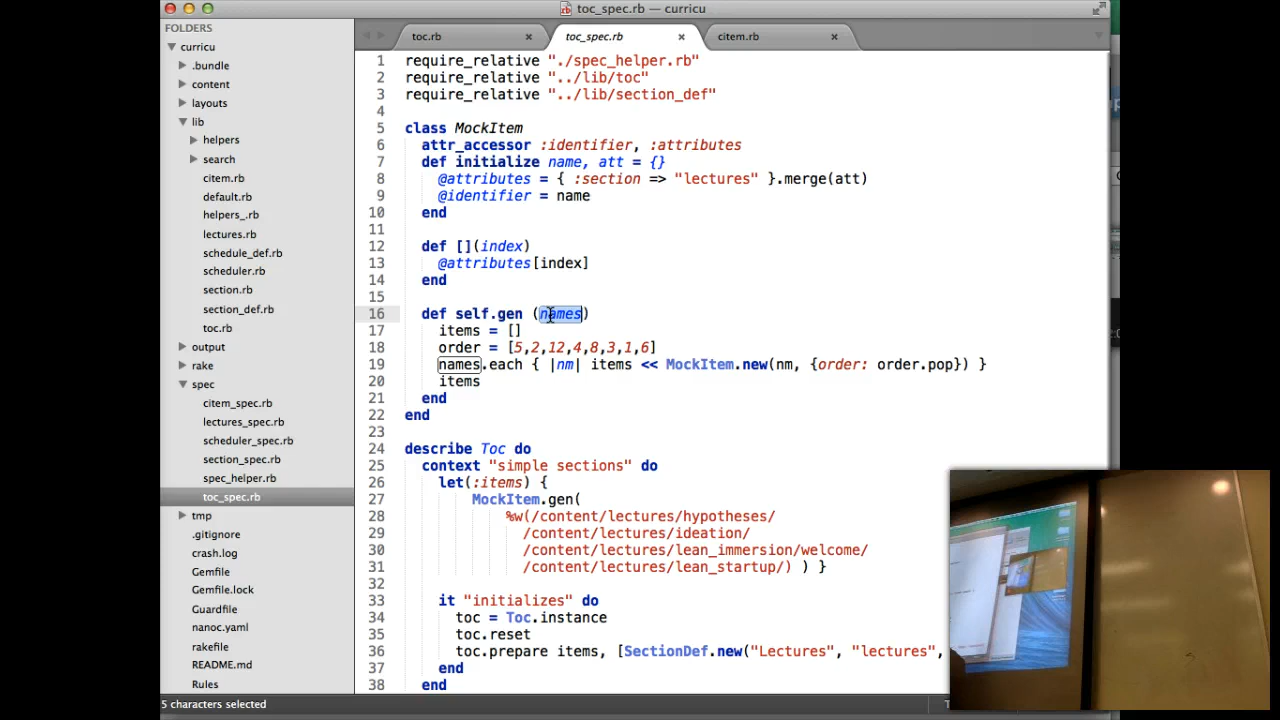 toc_spec.rb — curricu
FOLDERS
curricu
.bundle
content
layouts
lib
helpers
search
citem.rb
default.rb
helpers_.rb
lectures.rb
schedule_def.rb
scheduler.rb
section.rb
section_def.rb
toc.rb
output
rake
spec
citem_spec.rb
lectures_spec.rb
scheduler_spec.rb
section_spec.rb
spec_helper.rb
toc_spec.rb
tmp
.gitignore
crash.log
Gemfile
Gemfile.lock
Guardfile
nanoc.yaml
rakefile
README.md
Rules
toc.rb × toc_spec.rb × citem.rb ×
1 require_relative "./spec_helper.rb"
2 require_relative "../lib/toc"
3 require_relative "../lib/section_def"
4
5 class MockItem
6 attr_accessor :identifier, :attributes
7 def initialize name, att = {}
8 @attributes = { :section => "lectures" }.merge(att)
9 @identifier = name
10 end
11
12 def [](index)
13 @attributes[index]
14 end
15
16 def self.gen (names)
17 items = []
18 order = [5,2,12,4,8,3,1,6]
19 names.each { |nm| items << MockItem.new(nm, {order: order.pop}) }
20 items
21 end
22 end
23
24 describe Toc do
25 context "simple sections" do
26 let(:items) {
27 MockItem.gen(
28 %w(/content/lectures/hypotheses/
29 /content/lectures/ideation/
30 /content/lectures/lean_immersion/welcome/
31 /content/lectures/lean_startup/) ) }
32
33 it "initializes" do
34 toc = Toc.instance
35 toc.reset
36 toc.prepare items, [SectionDef.new("Lectures", "lectures",
37 end
38 end
5 characters selected